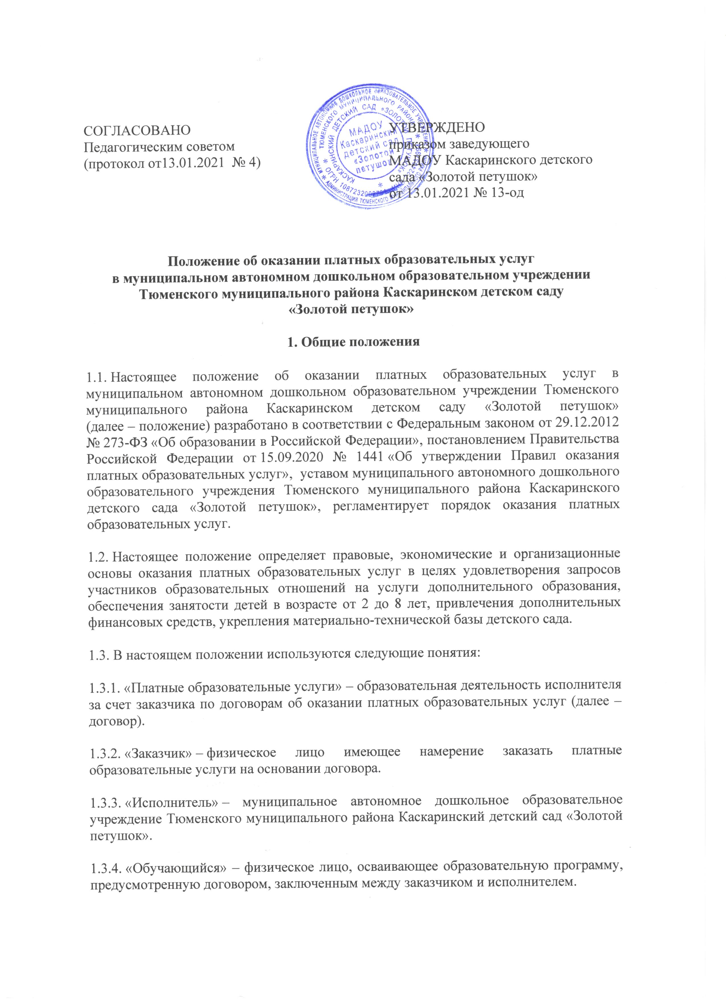 СОГЛАСОВАНО
Педагогическим советом
(протокол от13.01.2021 № 4)
МУНИЦИПАЛЬНОЕ АВТОНОМНОЕ ДОШКОЛЬНОЕ ОБРАЗОВАТЕЛЬНОЕ УЧРЕЖДЕНИЕ
ТЮМЕНСКОГО МУНИЦИПАЛЬНОГО РАЙОНА
КАСКАРИНСКИЙ ДЕТСКИЙ САД «ЗОЛОТОЙ ПЕТУШОК»
АДМИНИСТРАЦИЯ ТЮМЕНСКОГО МУНИЦИПАЛЬНОГО РАЙОНА
ОГРН
МАДОУ
Каскаринский
детский сад
«Золотой
петушок»
УТВЕРЖДЕНО
приказом заведующего
МАДОУ Каскаринского детского
сада «Золотой петушок»
от 13.01.2021 № 13-од
Положение об оказании платных образовательных услуг
в муниципальном автономном дошкольном образовательном учреждении
Тюменского муниципального района Каскаринском детском саду
«Золотой петушок»
1. Общие положения
1.1. Настоящее положение об оказании платных образовательных услуг в
муниципальном автономном дошкольном образовательном учреждении Тюменского
муниципального района Каскаринском детском саду «Золотой петушок»
(далее – положение) разработано в соответствии с Федеральным законом от 29.12.2012
№ 273-ФЗ «Об образовании в Российской Федерации», постановлением Правительства
Российской Федерации от 15.09.2020 № 1441 «Об утверждении Правил оказания
платных образовательных услуг», уставом муниципального автономного дошкольного
образовательного учреждения Тюменского муниципального района Каскаринского
детского сада «Золотой петушок», регламентирует порядок оказания платных
образовательных услуг.
1.2. Настоящее положение определяет правовые, экономические и организационные
основы оказания платных образовательных услуг в целях удовлетворения запросов
участников образовательных отношений на услуги дополнительного образования,
обеспечения занятости детей в возрасте от 2 до 8 лет, привлечения дополнительных
финансовых средств, укрепления материально-технической базы детского сада.
1.3. В настоящем положении используются следующие понятия:
1.3.1. «Платные образовательные услуги» – образовательная деятельность исполнителя
за счет заказчика по договорам об оказании платных образовательных услуг (далее –
договор).
1.3.2. «Заказчик» – физическое лицо имеющее намерение заказать платные
образовательные услуги на основании договора.
1.3.3. «Исполнитель» – муниципальное автономное дошкольное образовательное
учреждение Тюменского муниципального района Каскаринский детский сад «Золотой
петушок».
1.3.4. «Обучающийся» – физическое лицо, осваивающее образовательную программу,
предусмотренную договором, заключенным между заказчиком и исполнителем.